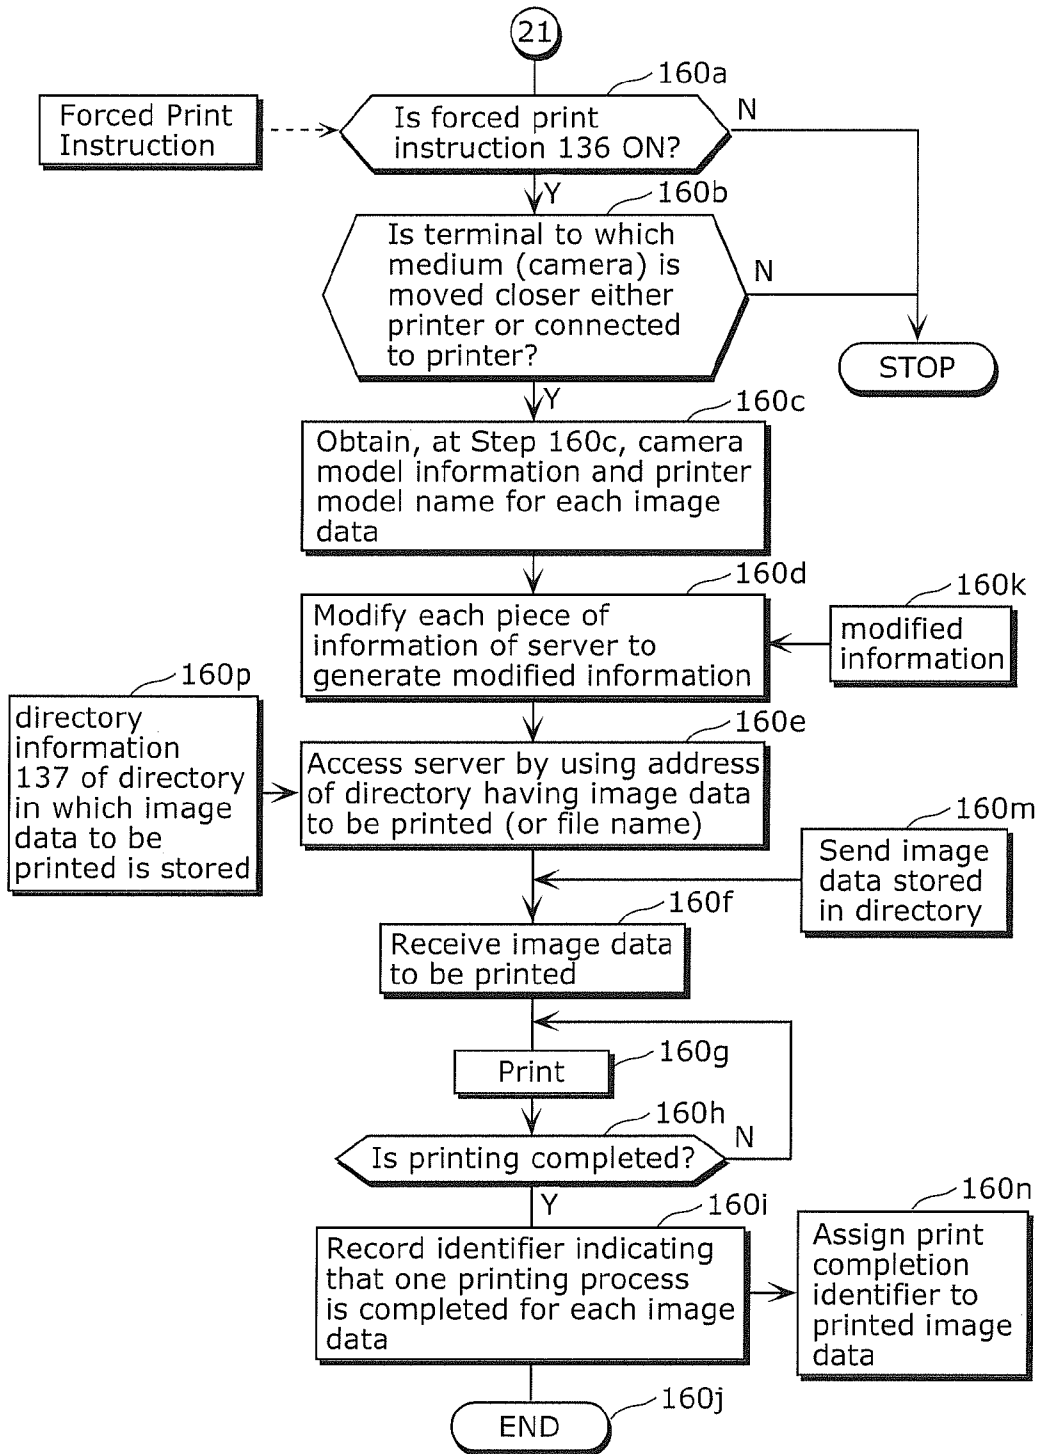 21
160a
Forced Print
Instruction
Is forced print
instruction 136 ON?
N
Y
160b
Is terminal to which
medium (camera) is
moved closer either
printer or connected
to printer?
N
STOP
Y
160c
Obtain, at Step 160c, camera
model information and printer
model name for each image
data
160d
Modify each piece of
information of server to
generate modified information
160k
modified
information
160p
directory
information
137 of directory
in which image
data to be
printed is stored
160e
Access server by using address
of directory having image data
to be printed (or file name)
160m
Send image
data stored
in directory
160f
Receive image data
to be printed
160g
Print
160h
Is printing completed?
N
Y
160i
Record identifier indicating
that one printing process
is completed for each image
data
160n
Assign print
completion
identifier to
printed image
data
160j
END